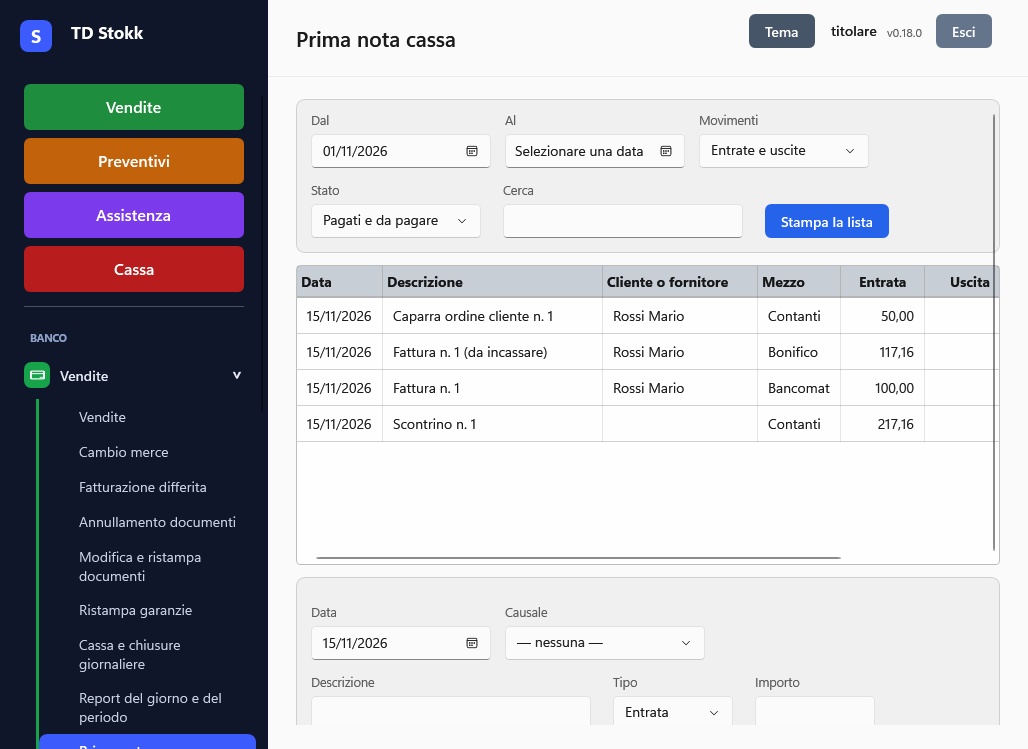 S TD Stokk
Vendite
Preventivi
Assistenza
Cassa
BANCO
Vendite
Vendite
Cambio merce
Fatturazione differita
Annullamento documenti
Modifica e ristampa
documenti
Ristampa garanzie
Cassa e chiusure
giornaliere
Report del giorno e del
periodo
Prima nota cassa
Tema titolare v0.18.0 Esci
Dal Al Movimenti
01/11/2026 Selezionare una data Entrate e uscite
Stato Cerca
Pagati e da pagare Stampa la lista
Data Descrizione Cliente o fornitore Mezzo Entrata Uscita
15/11/2026 Caparra ordine cliente n. 1 Rossi Mario Contanti 50,00
15/11/2026 Fattura n. 1 (da incassare) Rossi Mario Bonifico 117,16
15/11/2026 Fattura n. 1 Rossi Mario Bancomat 100,00
15/11/2026 Scontrino n. 1 Contanti 217,16
Data Causale
15/11/2026 — nessuna —
Descrizione Tipo Importo
Entrata